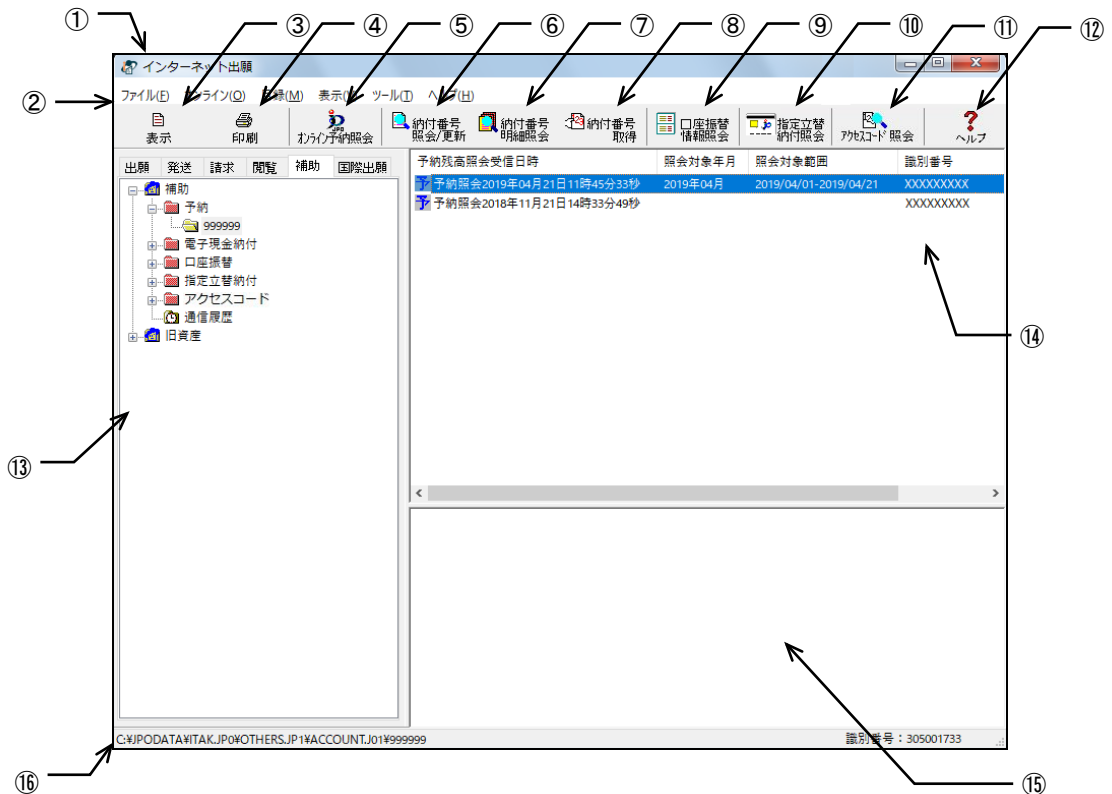 ① ③ ④ ⑤ ⑥ ⑦ ⑧ ⑨ ⑩ ⑪ ⑫
インターネット出願
②
ファイル(F) オンライン(O) 登録(M) 表示(V) ツール(T) ヘルプ(H)
表示 印刷 オンライン予納照会 納付番号 照会/更新 納付番号 明細照会 納付番号 取得 口座振替 情報照会 指定立替 納付照会 アクセスコード照会 ヘルプ
出願 発送 請求 閲覧 補助 国際出願
補助
予納
999999
電子現金納付
口座振替
指定立替納付
アクセスコード
通信履歴
旧資産
予納残高照会受信日時 照会対象年月 照会対象範囲 識別番号
予納照会2019年04月21日11時45分33秒 2019年04月 2019/04/01-2019/04/21 XXXXXXXXX
予納照会2018年11月21日14時33分49秒 XXXXXXXXX
⑭
⑬
C:¥JPODATA¥ITAK.JP0¥OTHERS.JP1¥ACCOUNT.J01¥999999 識別番号：305001733
⑯ ⑮